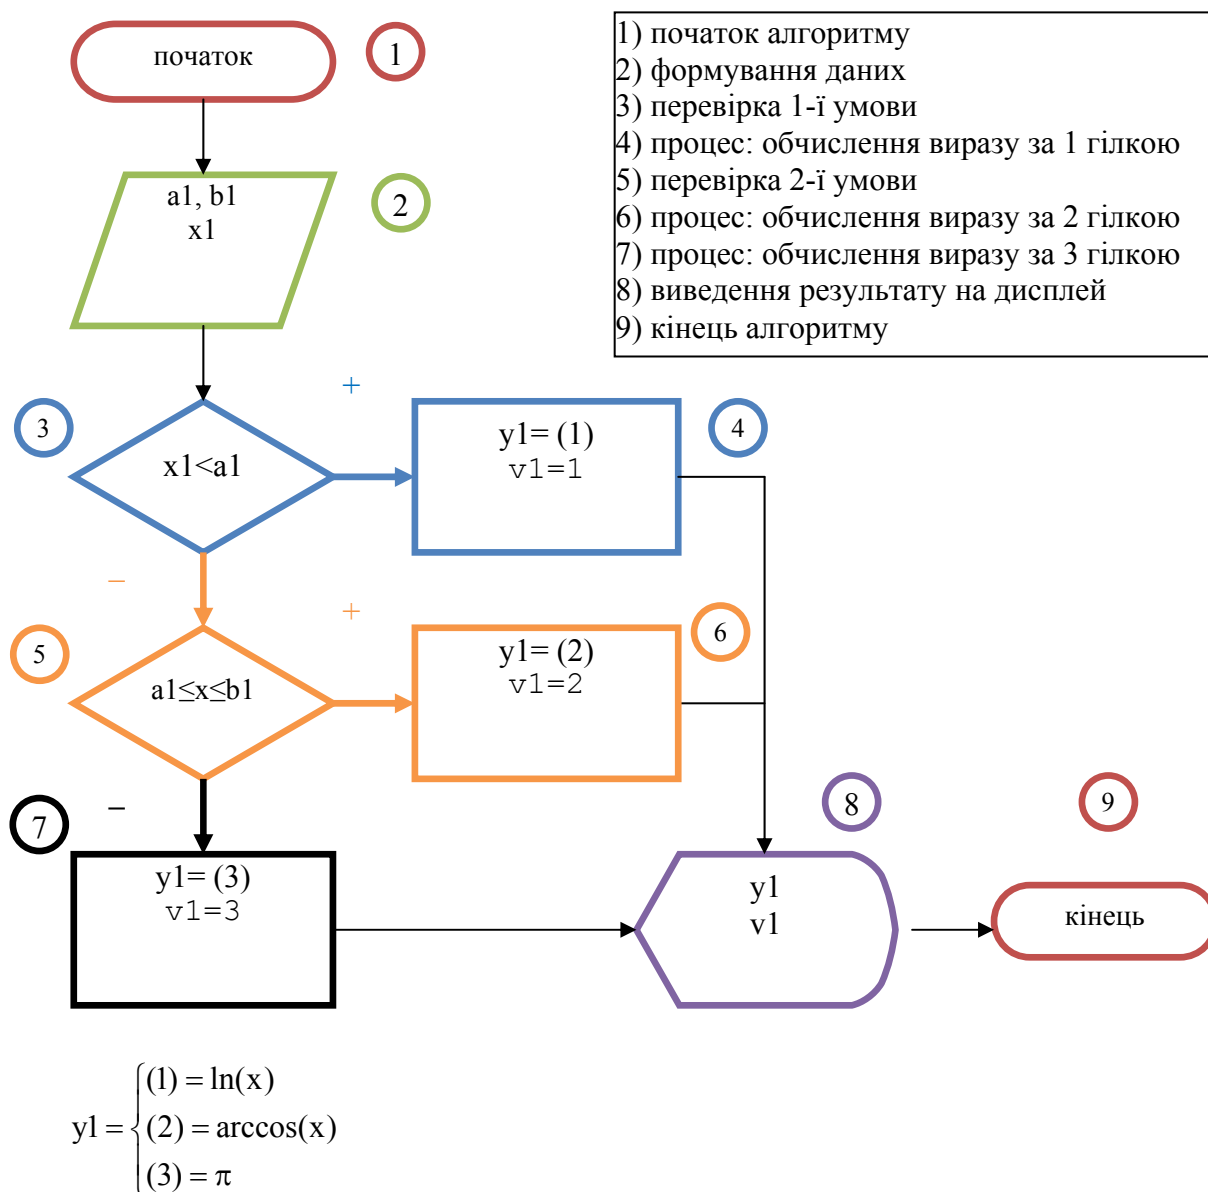 початок
1
1) початок алгоритму
2) формування даних
3) перевірка 1-ї умови
4) процес: обчислення виразу за 1 гілкою
5) перевірка 2-ї умови
6) процес: обчислення виразу за 2 гілкою
7) процес: обчислення виразу за 3 гілкою
8) виведення результату на дисплей
9) кінець алгоритму
a1, b1
x1
2
+
3
x1<a1
y1= (1)
v1=1
4
−
+
5
a1≤x≤b1
y1= (2)
v1=2
6
−
7
y1= (3)
v1=3
8
y1
v1
9
кінець
y1 = { (1) = ln(x)
(2) = arccos(x)
(3) = π